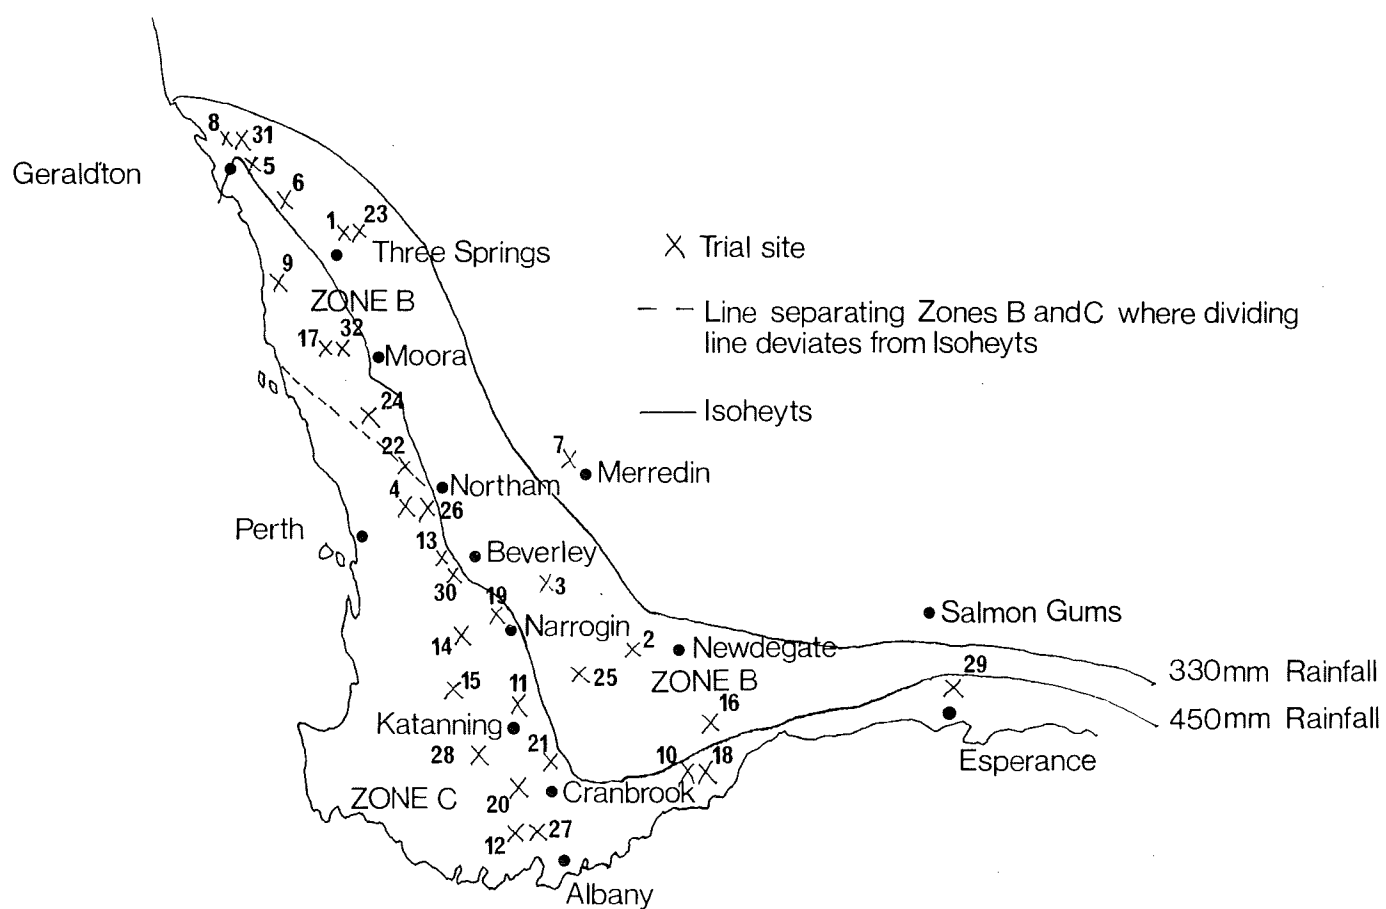 8
31
Gerald'ton
5
6
1
23
Three Springs
9
ZONE B
17
32
Moora
24
22
Northam
4
26
Perth
13
Beverley
30
3
19
Narrogin
14
2
Newdegate
25
ZONE B
15
11
16
Katanning
28
21
10
18
Cranbrook
ZONE C
20
12
27
Albany
7
Merredin
Salmon Gums
29
Esperance
330mm Rainfall
450mm Rainfall
Trial site
Line separating Zones B and C where dividing
line deviates from Isoheyts
Isoheyts